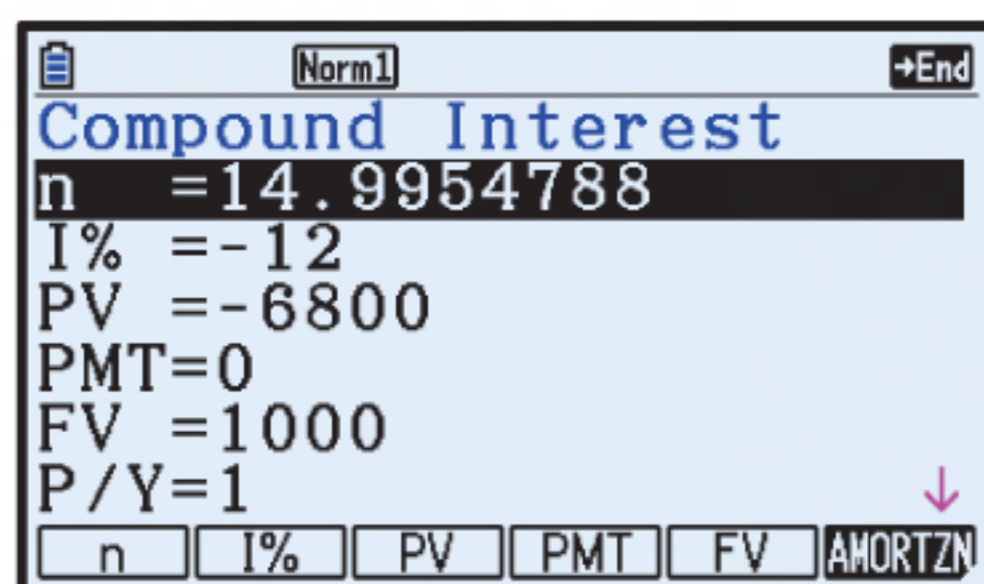 Norm1 →End
Compound Interest
n =14.9954788
I% =-12
PV =-6800
PMT=0
FV =1000
P/Y=1 ↓
n I% PV PMT FV AMORTZN